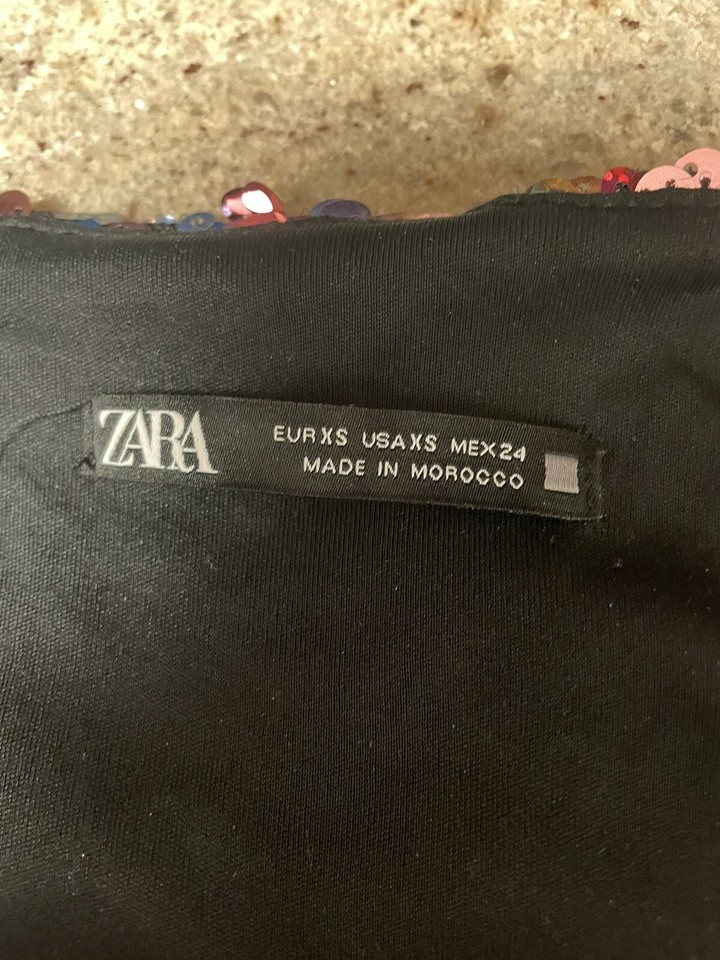 ZARA
EUR XS USA XS MEX 24
MADE IN MOROCCO